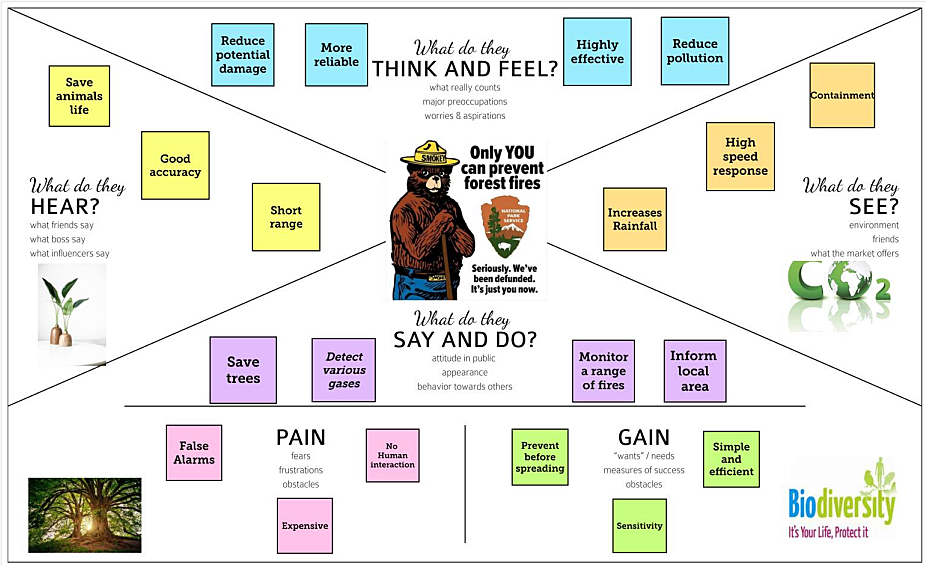 What do they
THINK AND FEEL?
what really counts
major preoccupations
worries & aspirations
Reduce
potential
damage
More
reliable
Highly
effective
Reduce
pollution
Save
animals
life
Good
accuracy
Short
range
What do they
HEAR?
what friends say
what boss say
what influencers say
SMOKEY
Only YOU
can prevent
forest fires
NATIONAL
PARK
SERVICE
Seriously. We've
been defunded.
It's just you now.
Containment
High
speed
response
Increases
Rainfall
What do they
SEE?
environment
friends
what the market offers
CO2
What do they
SAY AND DO?
attitude in public
appearance
behavior towards others
Save
trees
Detect
various
gases
Monitor
a range
of fires
Inform
local
area
PAIN
fears
frustrations
obstacles
False
Alarms
No
Human
interaction
Expensive
GAIN
"wants" / needs
measures of success
obstacles
Prevent
before
spreading
Simple
and
efficient
Sensitivity
Biodiversity
It's Your Life, Protect it